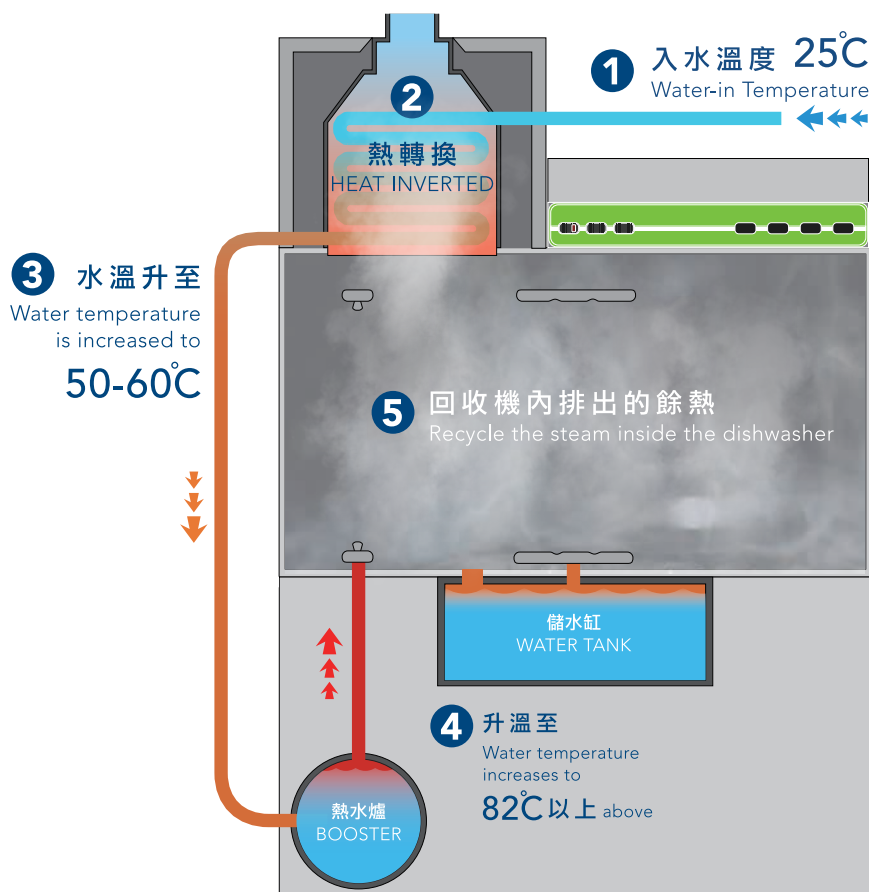 1 入水溫度 25℃
Water-in Temperature
2
熱轉換
HEAT INVERTED
3 水溫升至
Water temperature
is increased to
50-60℃
5 回收機內排出的餘熱
Recycle the steam inside the dishwasher
儲水缸
WATER TANK
4 升溫至
Water temperature
increases to
82℃以上 above
熱水爐
BOOSTER